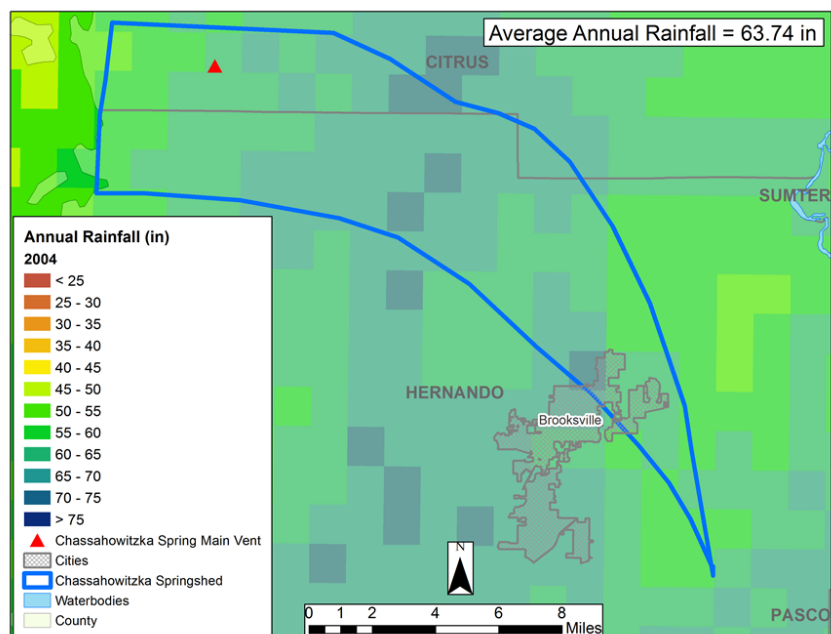 Average Annual Rainfall = 63.74 in
CITRUS
SUMTER
HERNANDO
Brooksville
PASCO
Annual Rainfall (in)
2004
< 25
25 - 30
30 - 35
35 - 40
40 - 45
45 - 50
50 - 55
55 - 60
60 - 65
65 - 70
70 - 75
> 75
Chassahowitzka Spring Main Vent
Cities
Chassahowitzka Springshed
Waterbodies
County
N
0 1 2 4 6 8
Miles